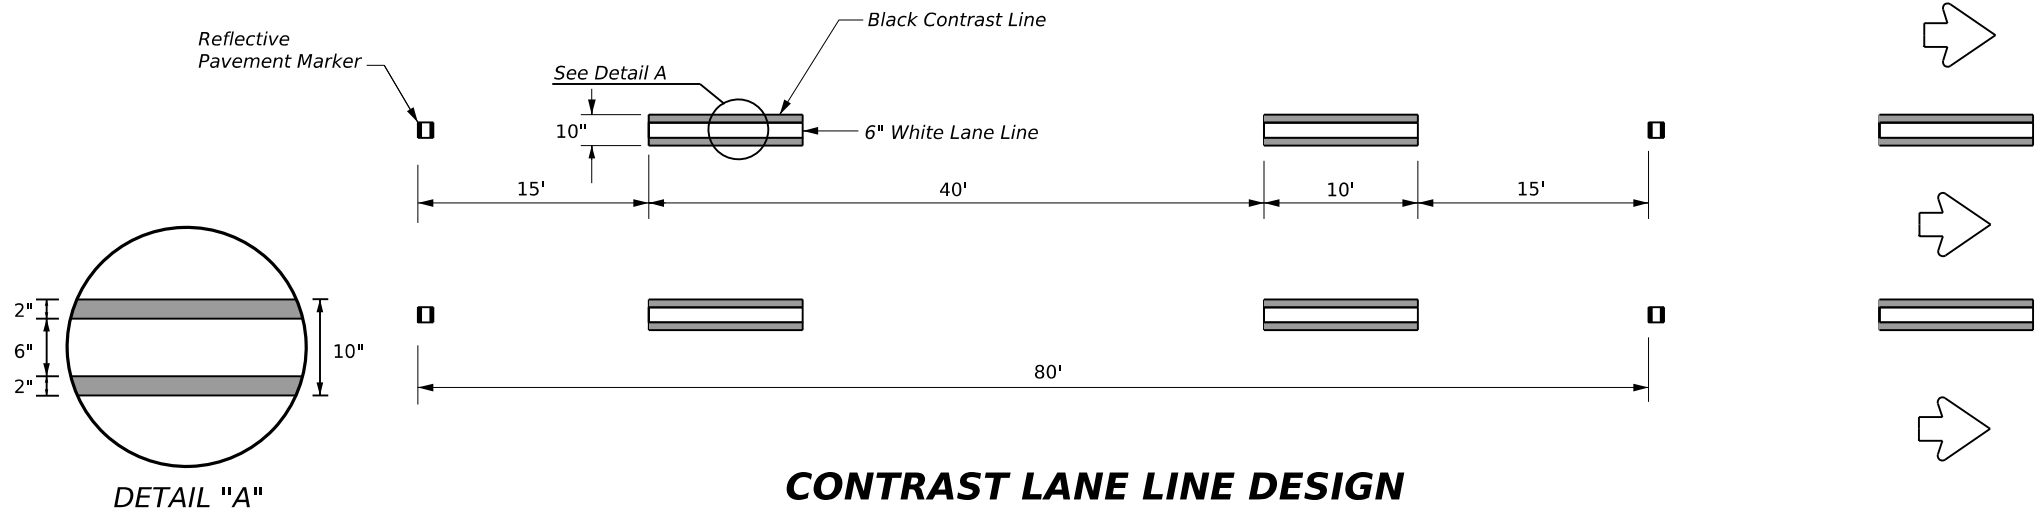 Black Contrast Line
Reflective
Pavement Marker
See Detail A
10"
6" White Lane Line
15'
40'
10'
15'
2"
6"
2"
10"
80'
DETAIL "A"
CONTRAST LANE LINE DESIGN